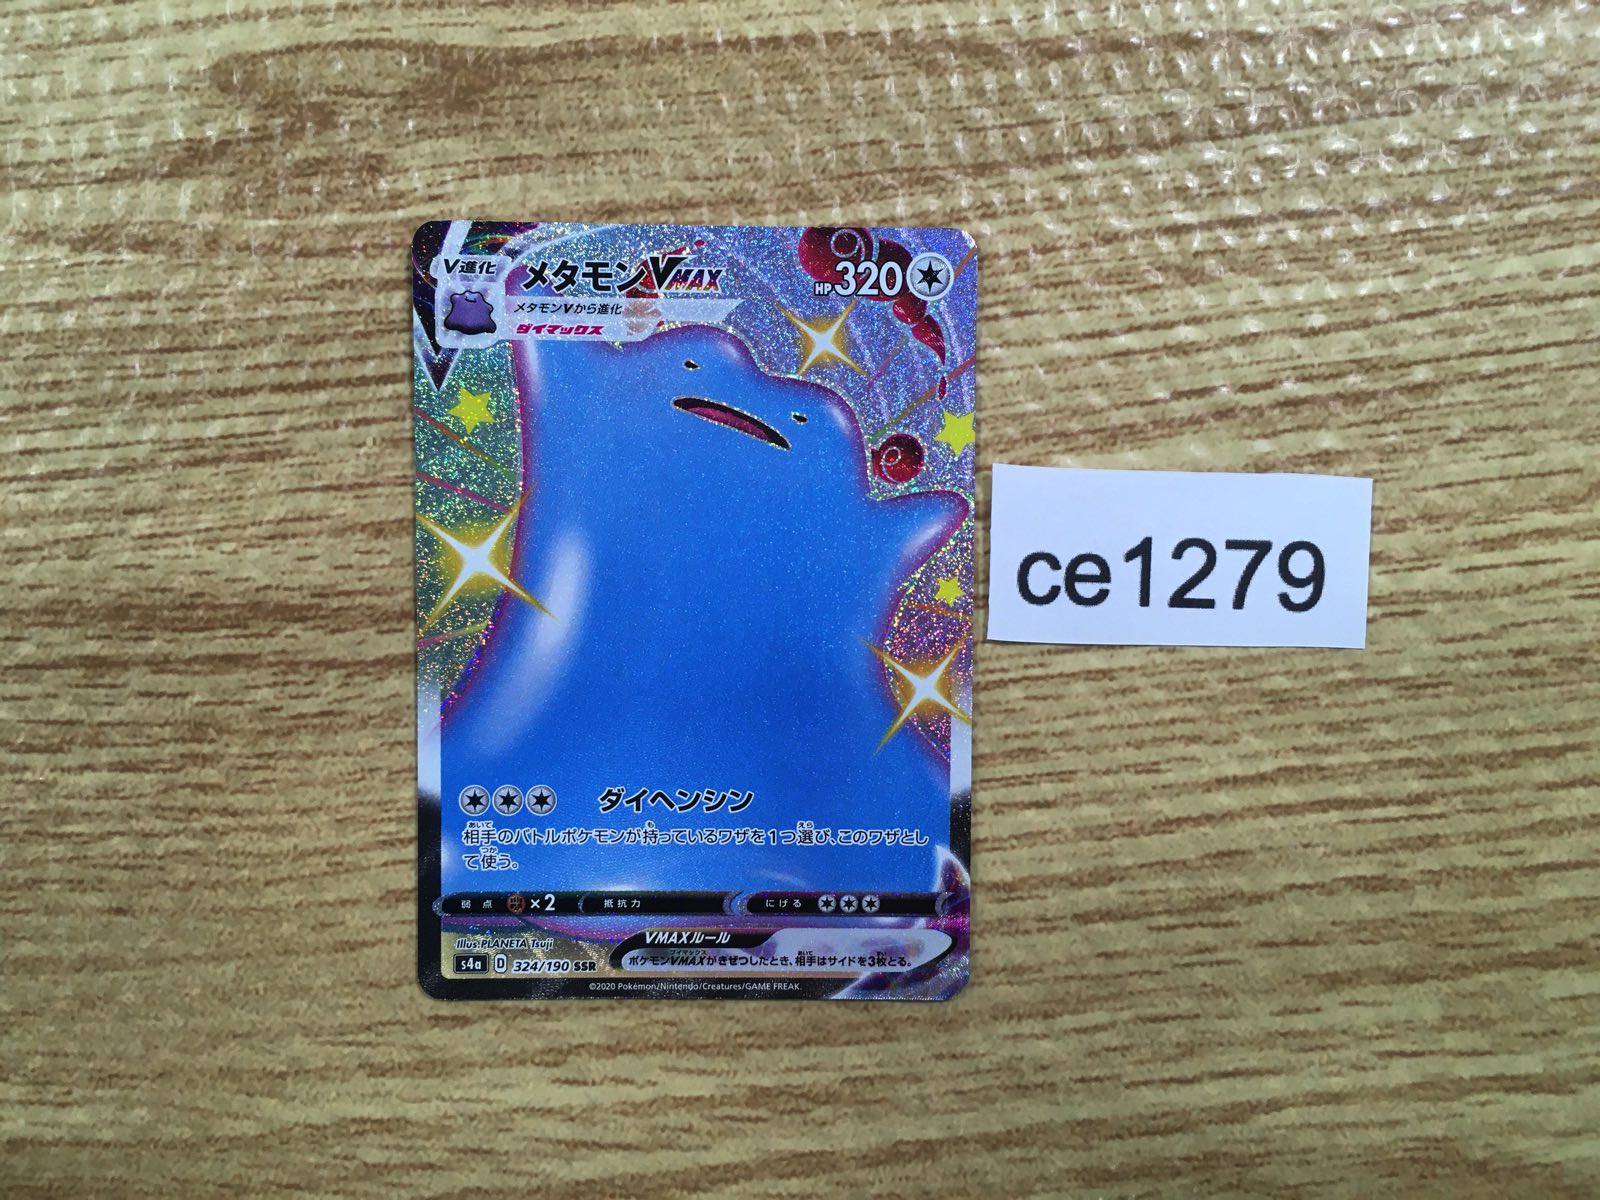 V進化
メタモンVMAX
HP320
メタモンVから進化
ダイマックス
ce1279
ダイヘンシン
相手のバトルポケモンが持っているワザを1つ選び、このワザとし
て使う。
弱点 ×2 抵抗力 にげる
Illus.PLANETA Tsuji
VMAXルール
s4a D 324/190 SSR
ポケモンVMAXがきぜつしたとき、相手はサイドを3枚とる。
©2020 Pokémon/Nintendo/Creatures/GAME FREAK.